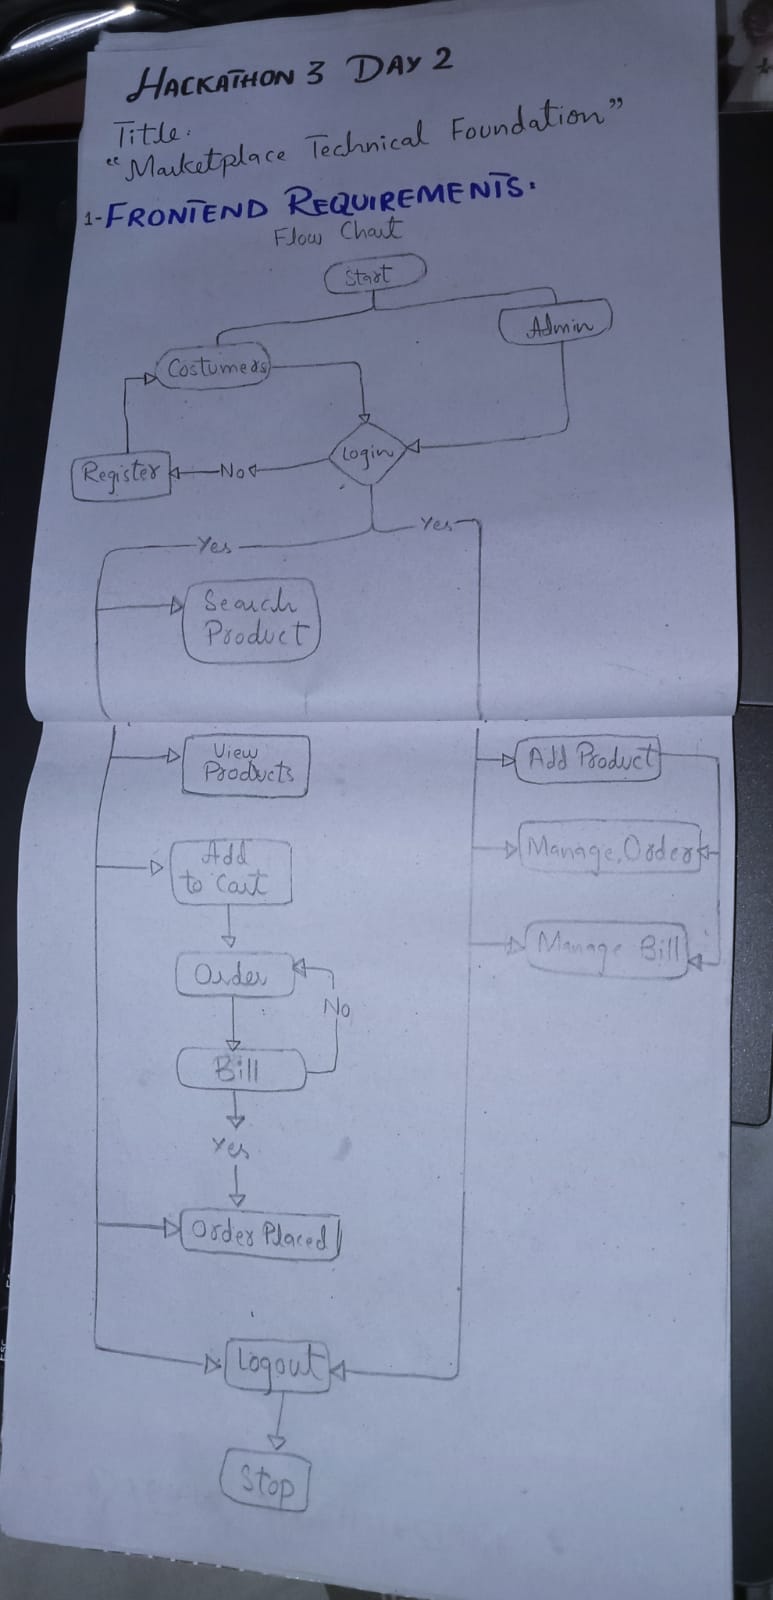 HACKATHON 3 DAY 2
Title:
"Marketplace Technical Foundation"
1- FRONTEND REQUIREMENTS:
Flow Chart
Start
Admin
Costumers
Login
No
Register
Yes
Yes
Search
Product
View
Products
Add Product
Add
to Cart
Manage Order
Manage Bill
Order
No
Bill
Yes
Order Placed
Logout
Stop